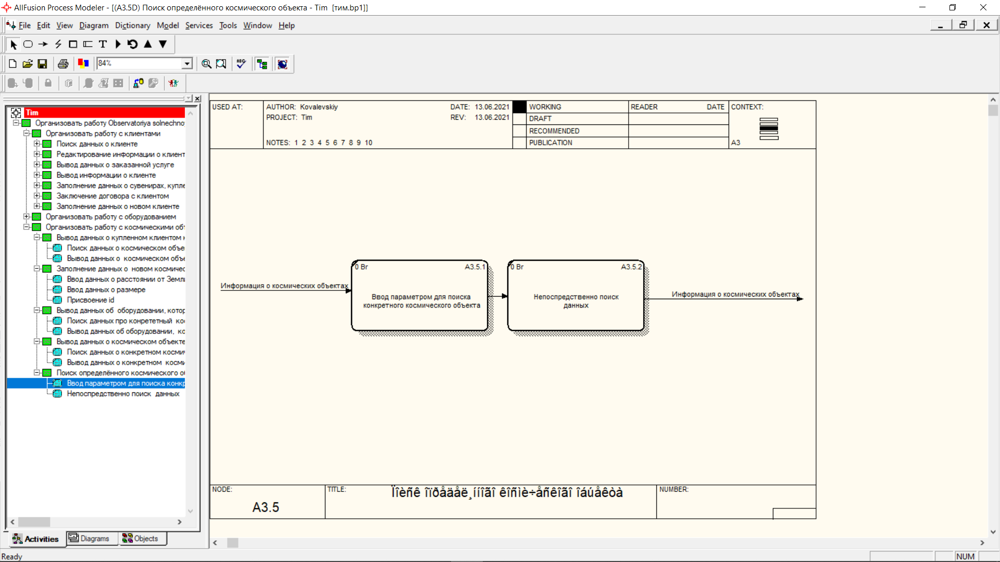 AllFusion Process Modeler - [(A3.5D) Поиск определённого космического объекта - Tim  [тим.bp1]]
File Edit View Diagram Dictionary Model Services Tools Window Help
84%
ABC
Tim
Организовать работу Observatoriya solnechno
Организовать работу с клиентами
Поиск данных о клиенте
Редактирование информации о клиент
Вывод данных о заказанной услуге
Вывод информации о клиенте
Заполнение данных о сувенирах, купле
Заключение договора с клиентом
Заполнение данных о новом клиенте
Организовать работу с оборудованием
Организовать работу с космическими об
Вывод данных о купленном клиентом
Поиск данных о космическом объе
Вывод данных о  космическом объе
Заполнение данных о  новом космичес
Ввод данных о расстоянии от Земл
Ввод данных о размере
Присвоение id
Вывод данных об  оборудовании, котор
Поиск данных про конрететный  ко
Вывод данных об оборудовании,  ко
Вывод данных о космическом объекте
Поиск данных о конкретном косми
Вывод данных о конкретном  косми
Поиск определённого космического о
Ввод параметром для поиска конкр
Непоспредственно поиск  данных
Activities Diagrams Objects
USED AT:
AUTHOR: Kovalevskiy
PROJECT: Tim
DATE: 13.06.2021
REV: 13.06.2021
NOTES: 1 2 3 4 5 6 7 8 9 10
WORKING
DRAFT
RECOMMENDED
PUBLICATION
READER DATE
CONTEXT:
A3
Информация о космических объектах
0 Br A3.5.1
Ввод параметром для поиска
конкретного космического объекта
0 Br A3.5.2
Непоспредственно поиск
данных
Информация о космических объектах
NODE:
A3.5
TITLE:
Ïîèñê îïðåäåë¸ííîãî êîñìè÷åñêîãî îáúåêòà
NUMBER:
Ready
NUM